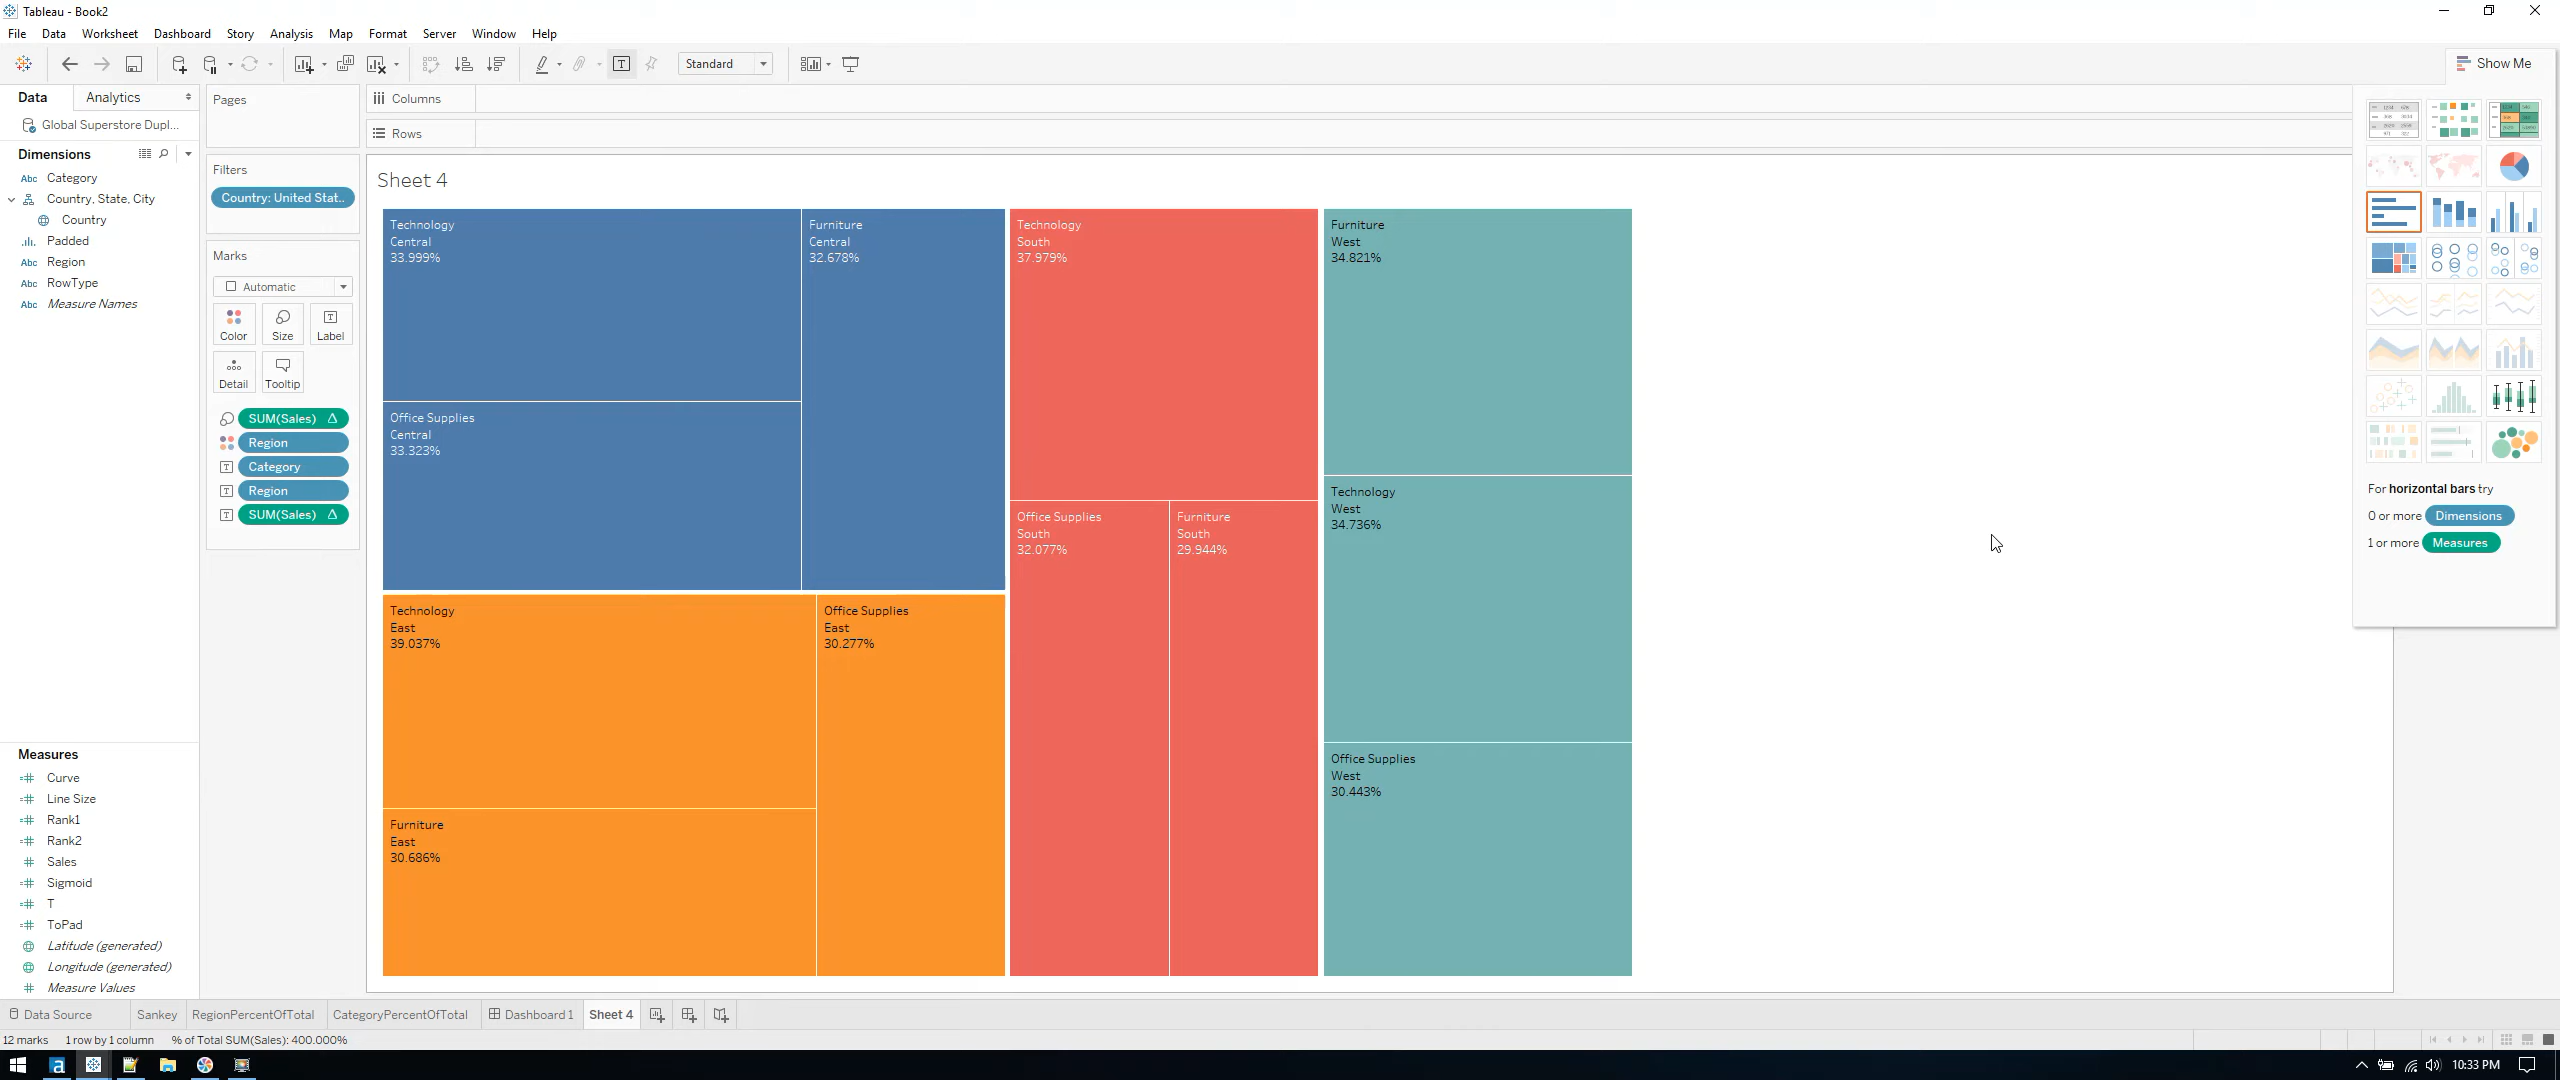 Tableau - Book2
File Data Worksheet Dashboard Story Analysis Map Format Server Window Help
Standard
Show Me
Data Analytics
Global Superstore Dupl...
Dimensions
Abc Category
Country, State, City
Country
Padded
Abc Region
Abc RowType
Abc Measure Names
Measures
Curve
Line Size
Rank1
Rank2
Sales
Sigmoid
T
ToPad
Latitude (generated)
Longitude (generated)
Measure Values
Pages
Filters
Country: United Stat..
Marks
Automatic
Color Size Label
Detail Tooltip
SUM(Sales)
Region
Category
Region
SUM(Sales)
Columns
Rows
Sheet 4
Technology
Central
33.999%
Furniture
Central
32.678%
Office Supplies
Central
33.323%
Technology
East
39.037%
Office Supplies
East
30.277%
Furniture
East
30.686%
Technology
South
37.979%
Office Supplies
South
32.077%
Furniture
South
29.944%
Furniture
West
34.821%
Technology
West
34.736%
Office Supplies
West
30.443%
For horizontal bars try
0 or more Dimensions
1 or more Measures
Data Source Sankey RegionPercentOfTotal CategoryPercentOfTotal Dashboard 1 Sheet 4
12 marks 1 row by 1 column % of Total SUM(Sales): 400.000%
10:33 PM